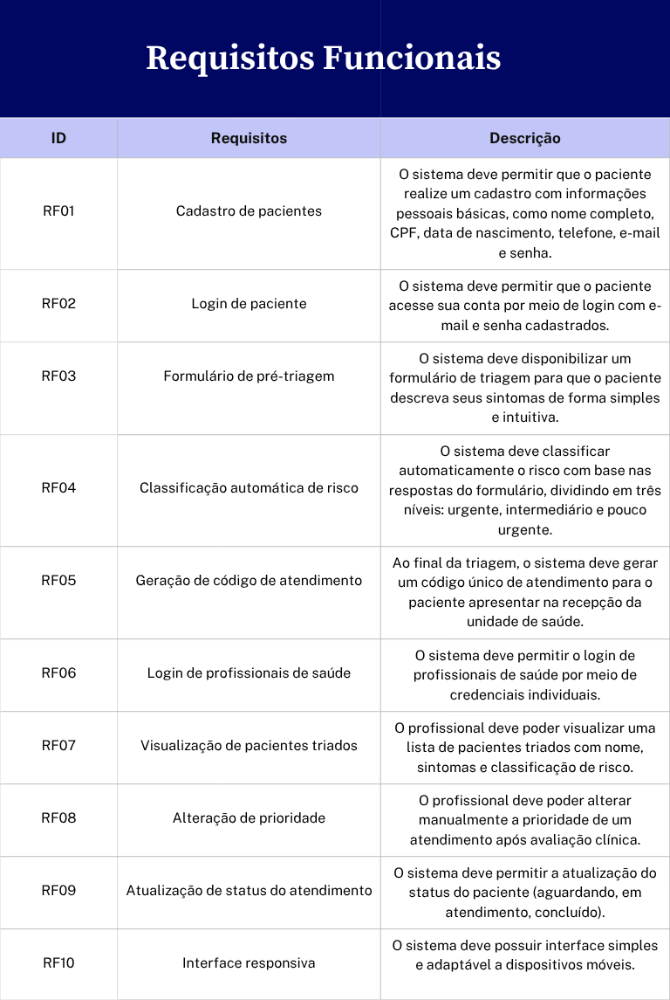 Requisitos Funcionais
ID
Requisitos
Descrição
RF01
Cadastro de pacientes
O sistema deve permitir que o paciente
realize um cadastro com informações
pessoais básicas, como nome completo,
CPF, data de nascimento, telefone, e-mail
e senha.
RF02
Login de paciente
O sistema deve permitir que o paciente
acesse sua conta por meio de login com e-
mail e senha cadastrados.
RF03
Formulário de pré-triagem
O sistema deve disponibilizar um
formulário de triagem para que o paciente
descreva seus sintomas de forma simples
e intuitiva.
RF04
Classificação automática de risco
O sistema deve classificar
automaticamente o risco com base nas
respostas do formulário, dividindo em três
níveis: urgente, intermediário e pouco
urgente.
RF05
Geração de código de atendimento
Ao final da triagem, o sistema deve gerar
um código único de atendimento para o
paciente apresentar na recepção da
unidade de saúde.
RF06
Login de profissionais de saúde
O sistema deve permitir o login de
profissionais de saúde por meio de
credenciais individuais.
RF07
Visualização de pacientes triados
O profissional deve poder visualizar uma
lista de pacientes triados com nome,
sintomas e classificação de risco.
RF08
Alteração de prioridade
O profissional deve poder alterar
manualmente a prioridade de um
atendimento após avaliação clínica.
RF09
Atualização de status do atendimento
O sistema deve permitir a atualização do
status do paciente (aguardando, em
atendimento, concluído).
RF10
Interface responsiva
O sistema deve possuir interface simples
e adaptável a dispositivos móveis.